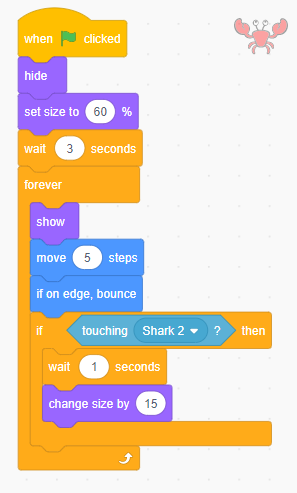 when clicked
hide
set size to 60 %
wait 3 seconds
forever
show
move 5 steps
if on edge, bounce
if touching Shark 2 ? then
wait 1 seconds
change size by 15